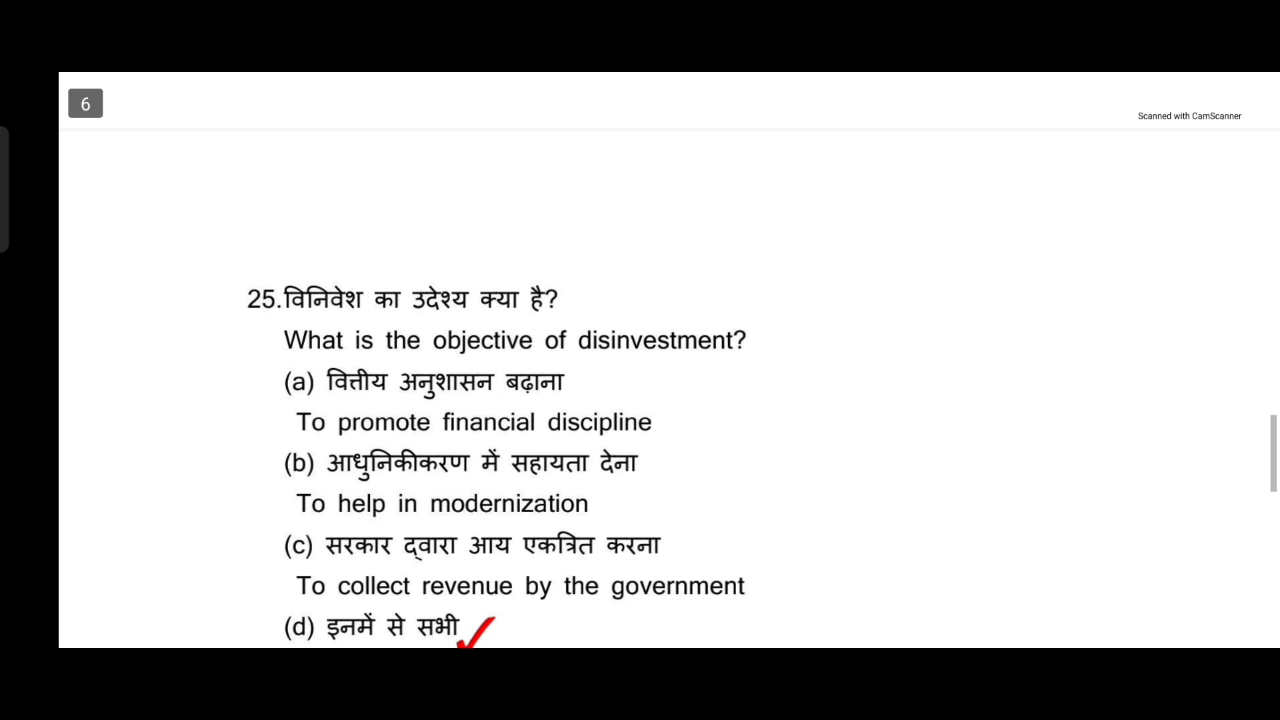 6
Scanned with CamScanner
25.विनिवेश का उदेश्य क्या है?
What is the objective of disinvestment?
(a) वित्तीय अनुशासन बढ़ाना
To promote financial discipline
(b) आधुनिकीकरण में सहायता देना
To help in modernization
(c) सरकार द्वारा आय एकत्रित करना
To collect revenue by the government
(d) इनमें से सभी